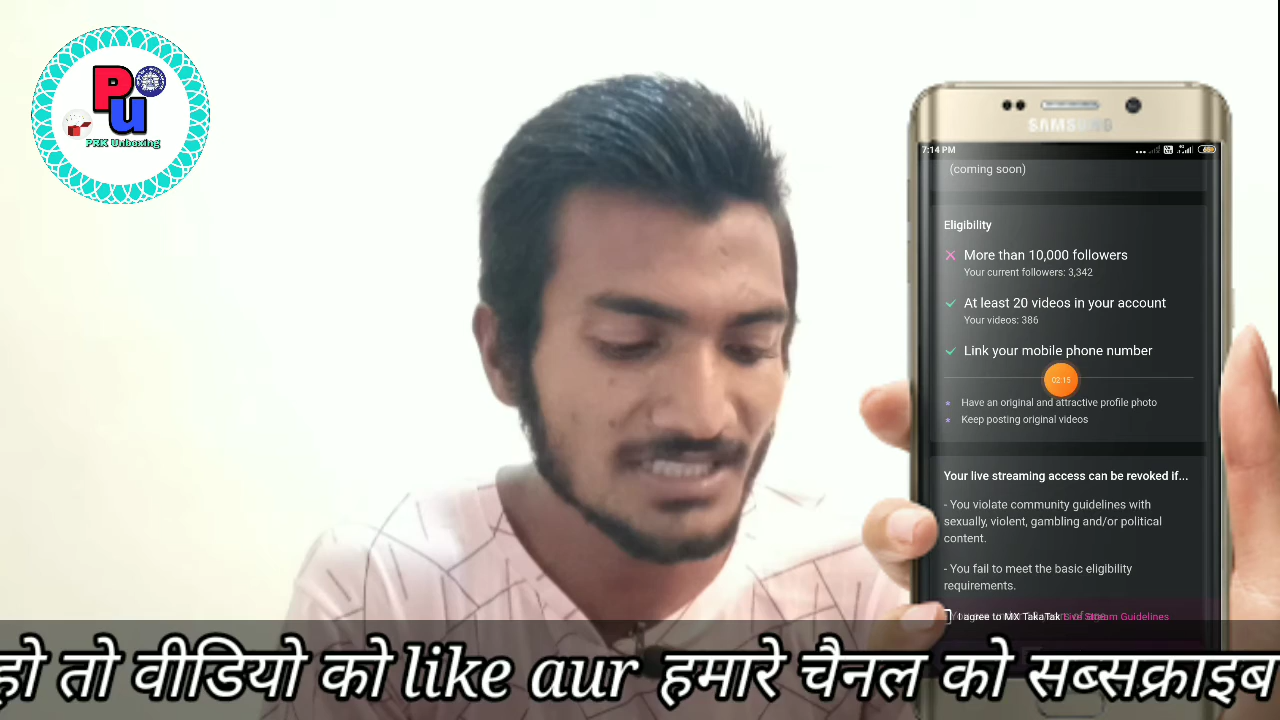 P
U
PRK Unboxing
SAMSUNG
7:14 PM
(coming soon)
Eligibility
More than 10,000 followers
Your current followers: 3,342
At least 20 videos in your account
Your videos: 386
Link your mobile phone number
02:15
Have an original and attractive profile photo
Keep posting original videos
Your live streaming access can be revoked if...
- You violate community guidelines with
sexually, violent, gambling and/or political
content.
- You fail to meet the basic eligibility
requirements.
I agree to MX TakaTak Live Stream Guidelines
हो तो वीडियो को like aur हमारे चैनल को सब्सक्राइब